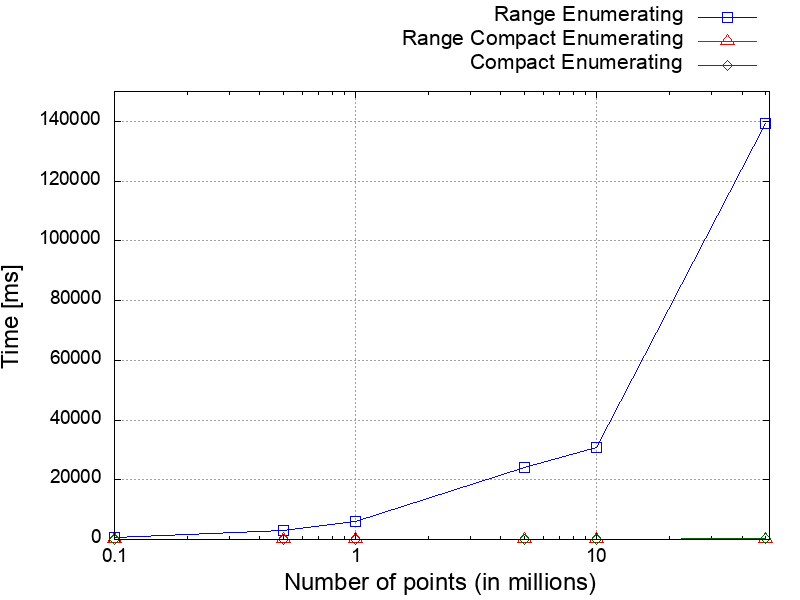 Range Enumerating
Range Compact Enumerating
Compact Enumerating
140000
120000
100000
80000
60000
40000
20000
0
Time [ms]
0.1 1 10
Number of points (in millions)